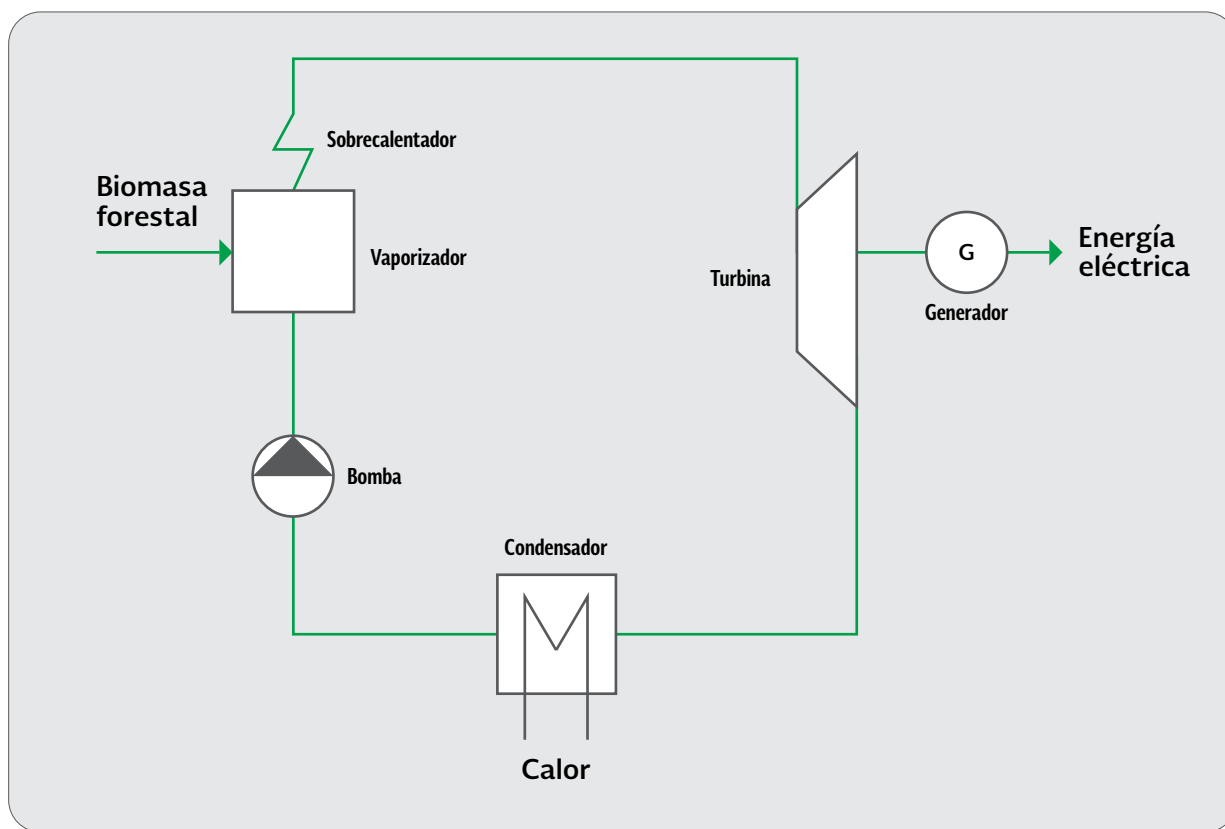 Sobrecalentador
Biomasa
forestal
Vaporizador
Turbina
G
Generador
Energía
eléctrica
Bomba
Condensador
Calor